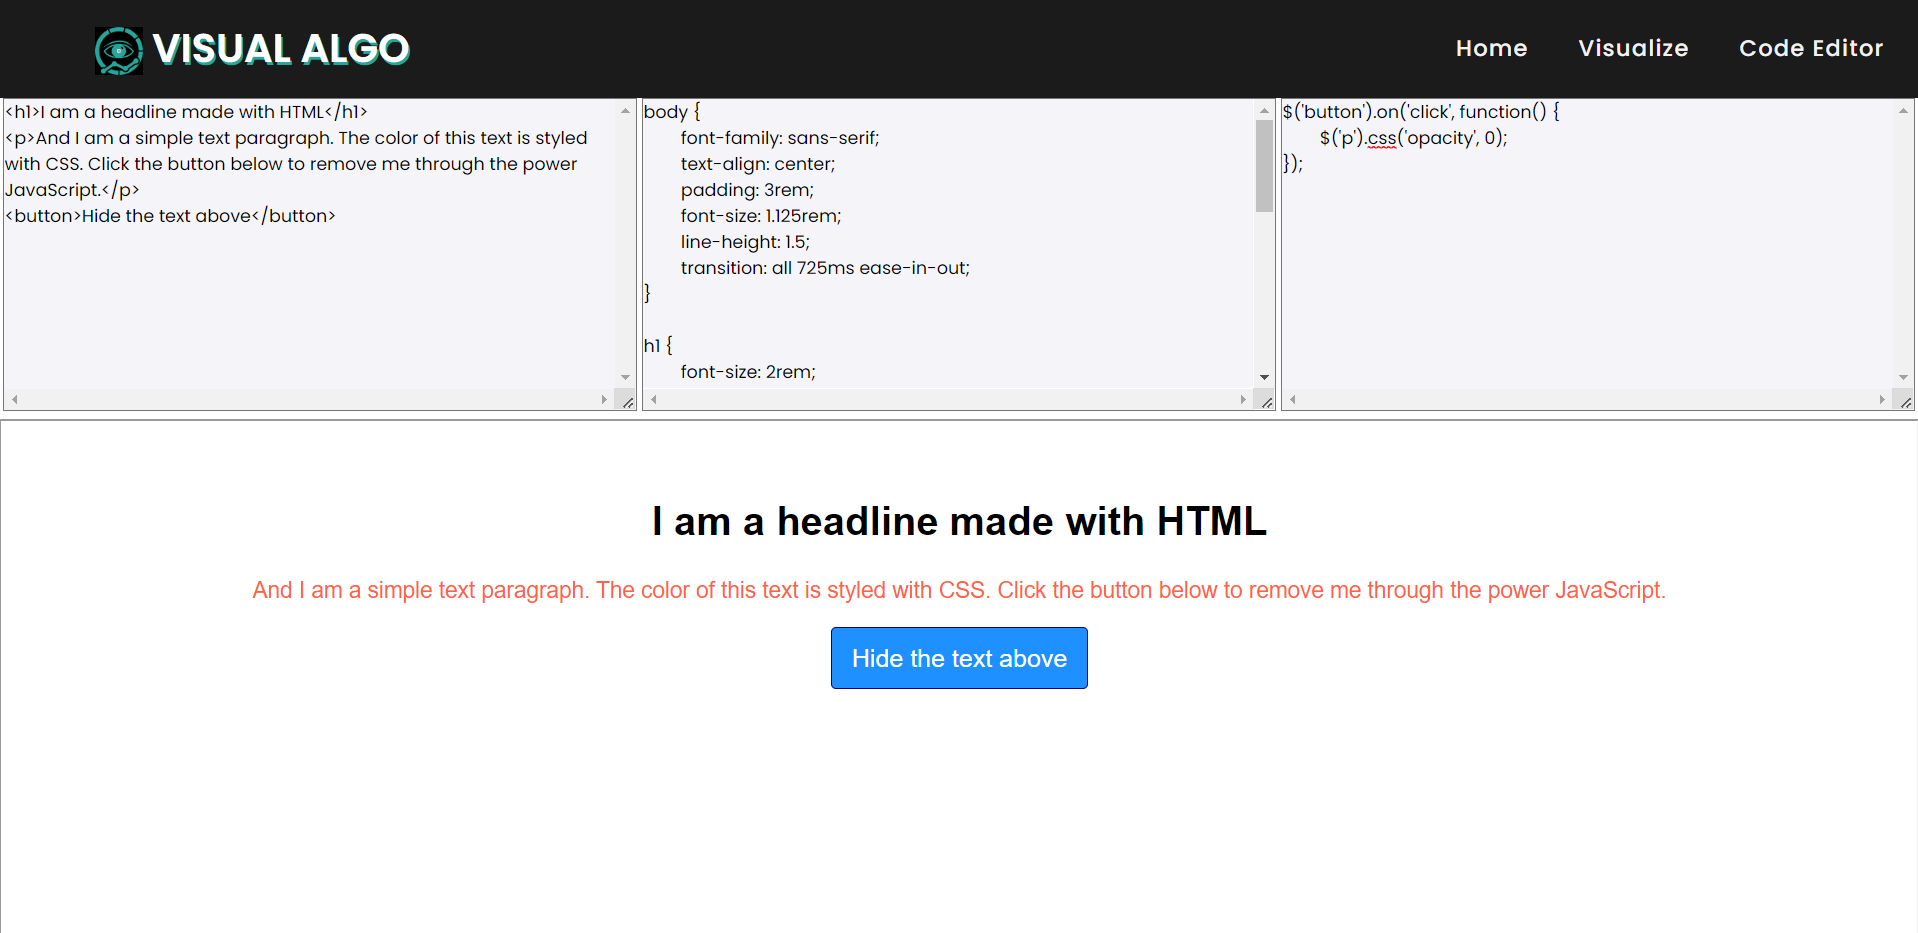 VISUAL ALGO
Home
Visualize
Code Editor
<h1>I am a headline made with HTML</h1>
<p>And I am a simple text paragraph. The color of this text is styled
with CSS. Click the button below to remove me through the power
JavaScript.</p>
<button>Hide the text above</button>
body {
font-family: sans-serif;
text-align: center;
padding: 3rem;
font-size: 1.125rem;
line-height: 1.5;
transition: all 725ms ease-in-out;
}
h1 {
font-size: 2rem;
$('button').on('click', function() {
$('p').css('opacity', 0);
});
I am a headline made with HTML
And I am a simple text paragraph. The color of this text is styled with CSS. Click the button below to remove me through the power JavaScript.
Hide the text above